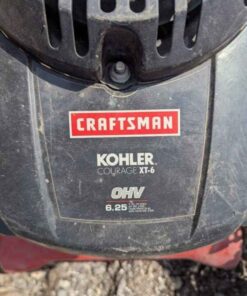 CRAFTSMAN
KOHLER
COURAGE XT-6
OHV
6.25